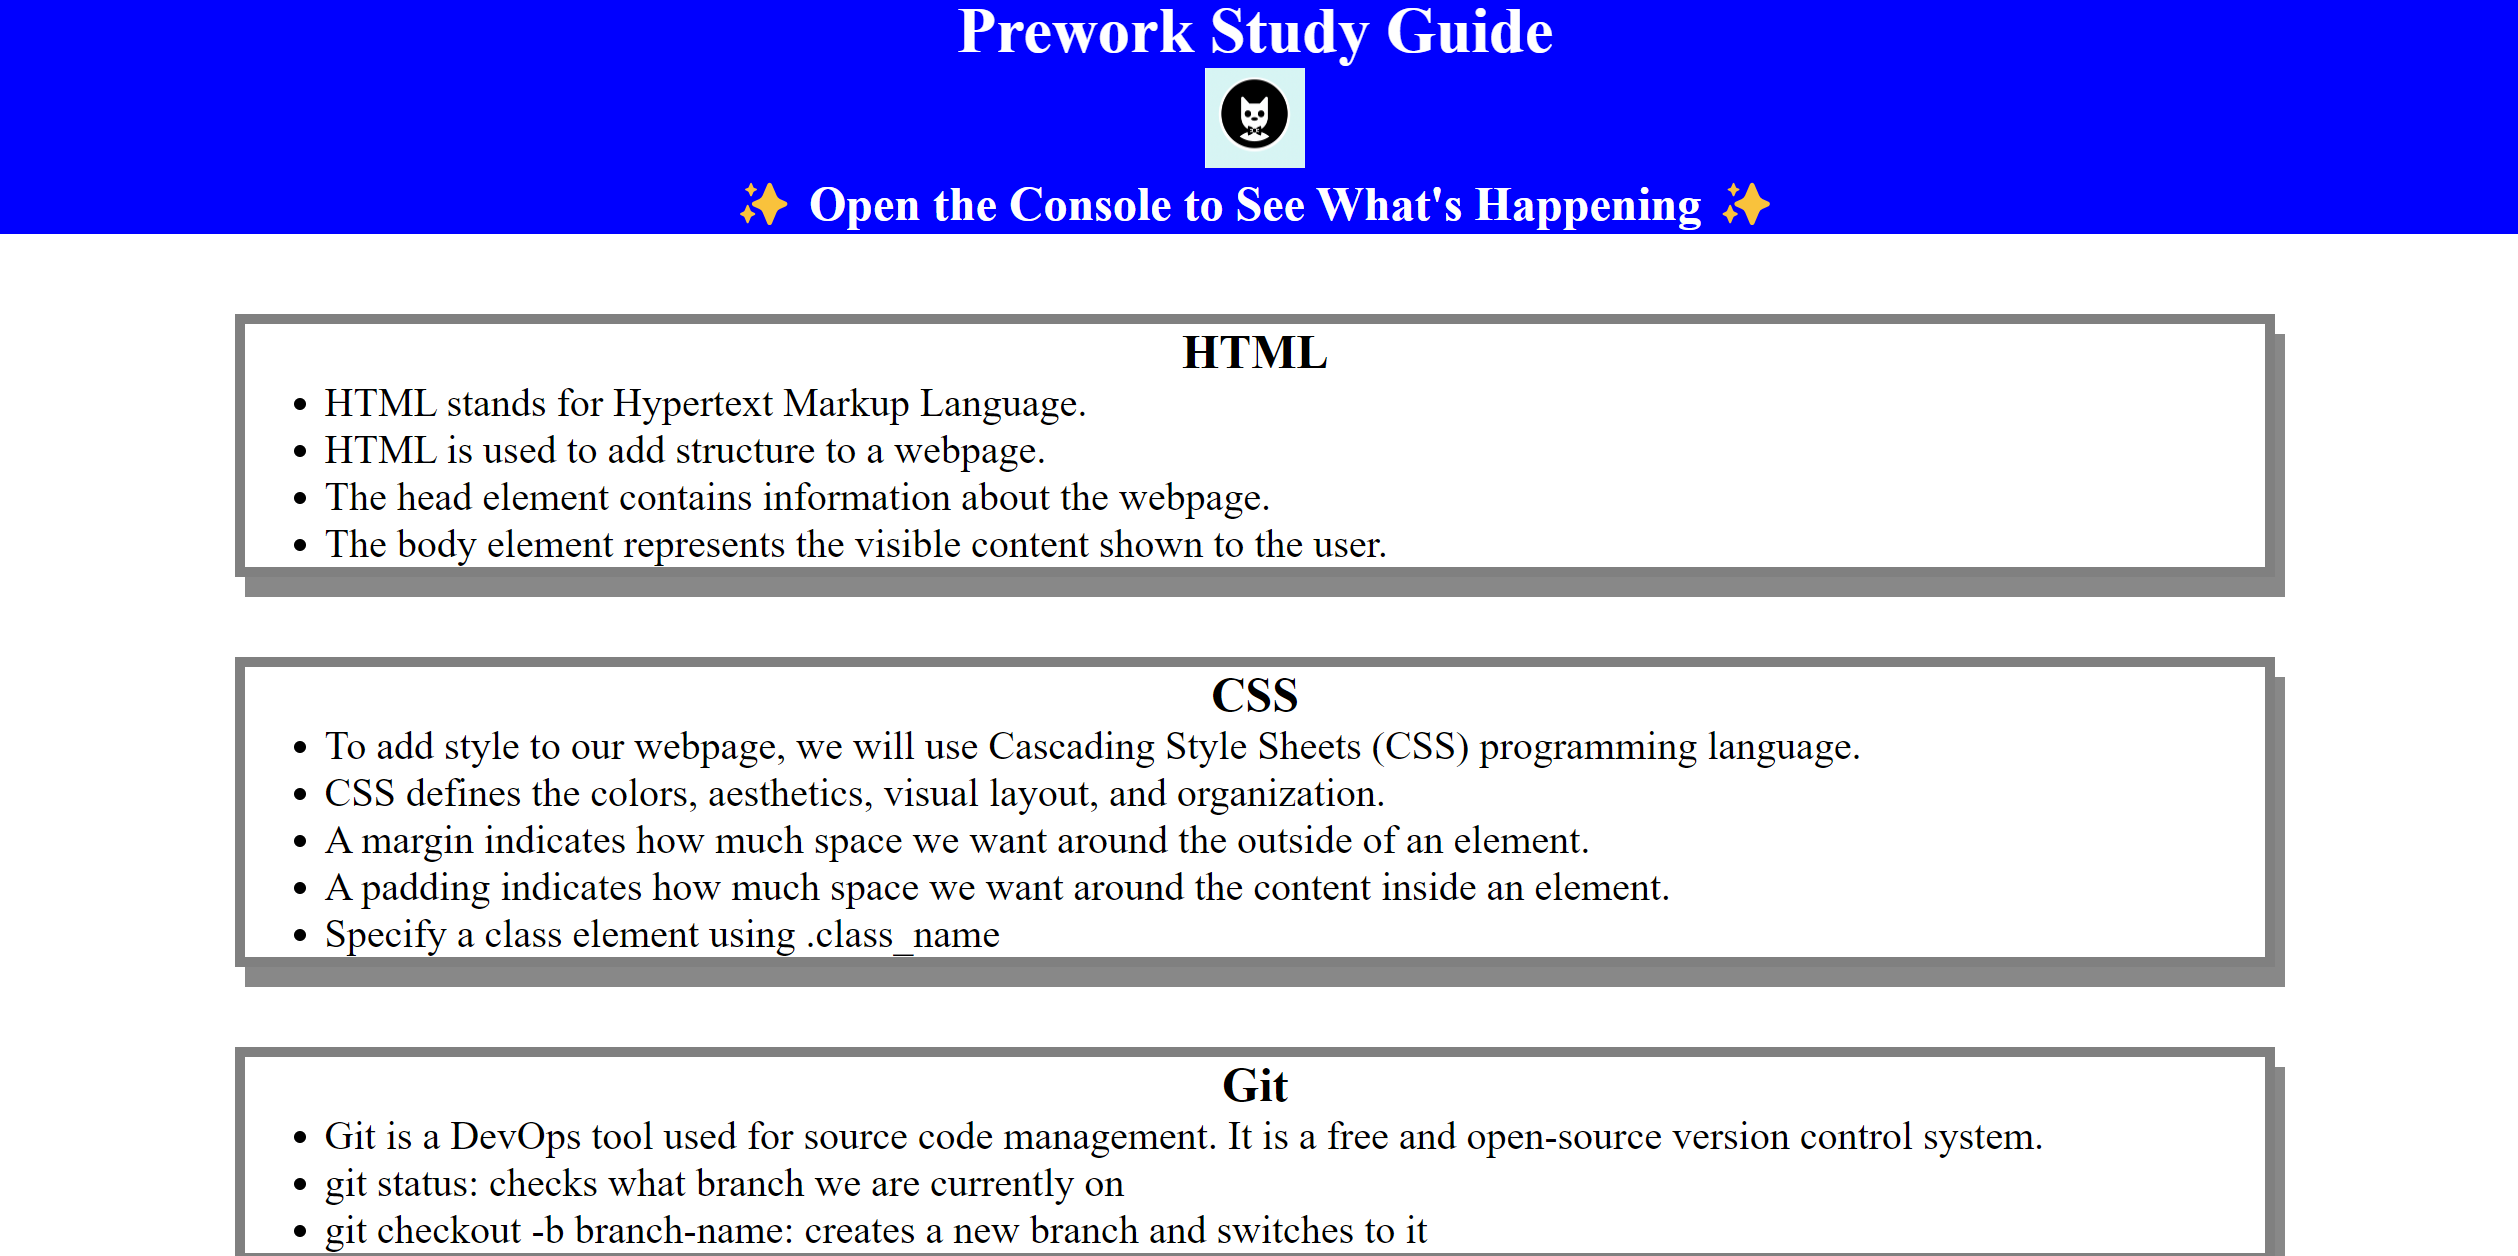 Prework Study Guide
✨ Open the Console to See What's Happening ✨
HTML
• HTML stands for Hypertext Markup Language.
• HTML is used to add structure to a webpage.
• The head element contains information about the webpage.
• The body element represents the visible content shown to the user.
CSS
• To add style to our webpage, we will use Cascading Style Sheets (CSS) programming language.
• CSS defines the colors, aesthetics, visual layout, and organization.
• A margin indicates how much space we want around the outside of an element.
• A padding indicates how much space we want around the content inside an element.
• Specify a class element using .class_name
Git
• Git is a DevOps tool used for source code management. It is a free and open-source version control system.
• git status: checks what branch we are currently on
• git checkout -b branch-name: creates a new branch and switches to it